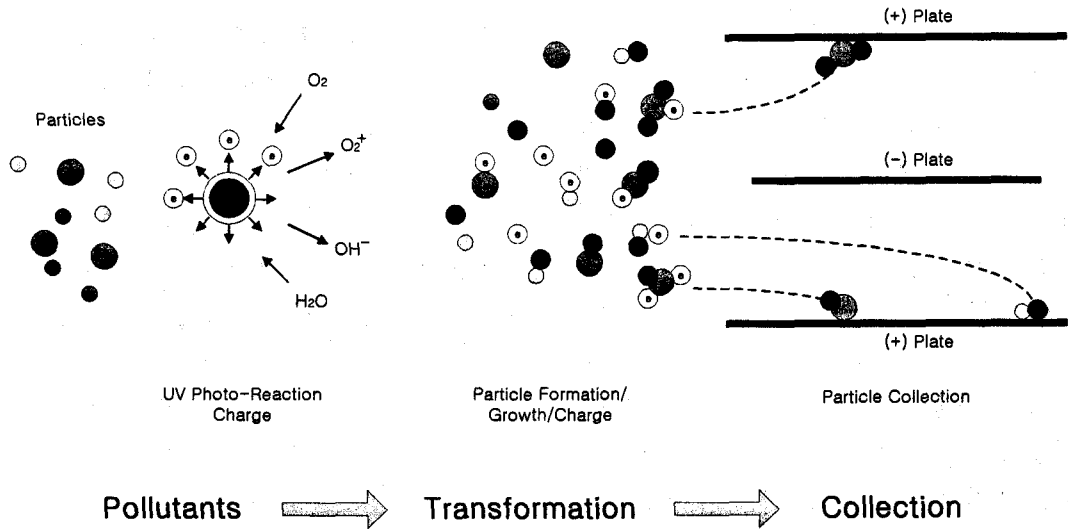 (+) Plate
O2
Particles
O2+
(-) Plate
OH-
H2O
(+) Plate
UV Photo-Reaction
Charge
Particle Formation/
Growth/Charge
Particle Collection
Pollutants
Transformation
Collection